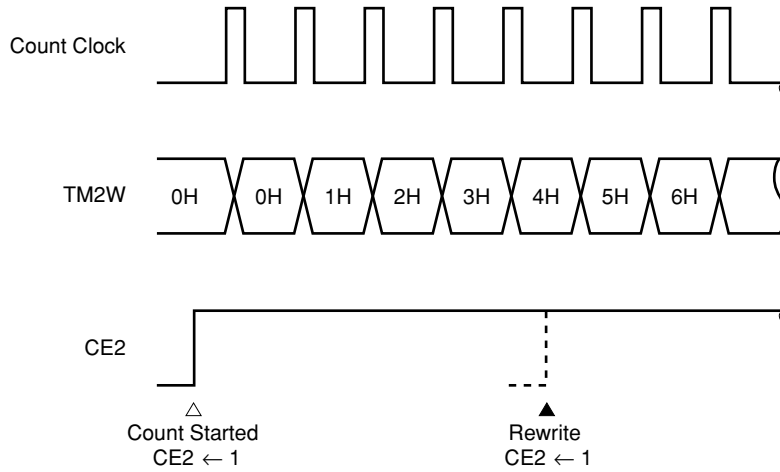 Count Clock
TM2W 0H 0H 1H 2H 3H 4H 5H 6H
CE2
Count Started
CE2 ← 1
Rewrite
CE2 ← 1